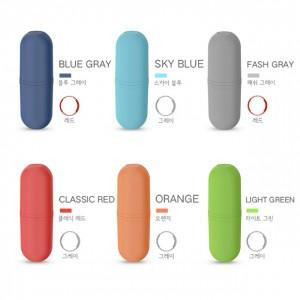 BLUE GRAY
블루 그레이
레드
SKY BLUE
스카이 블루
그레이
FASH GRAY
패쉬 그레이
레드
CLASSIC RED
클래식 레드
그레이
ORANGE
오렌지
그레이
LIGHT GREEN
라이트 그린
그레이